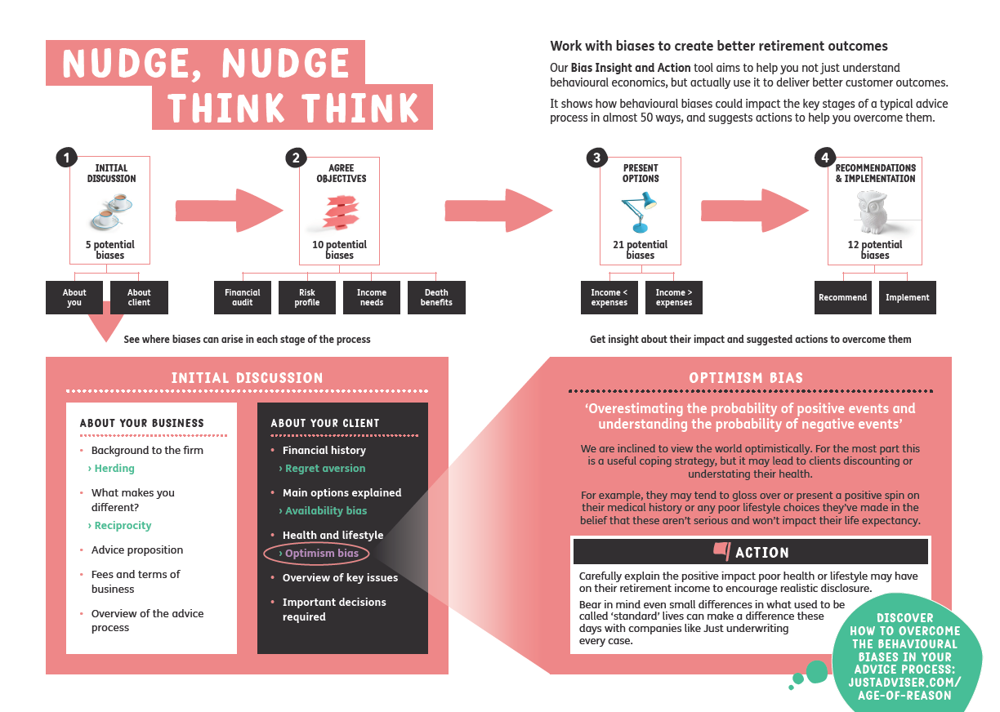 NUDGE, NUDGE
THINK THINK
Work with biases to create better retirement outcomes
Our Bias Insight and Action tool aims to help you not just understand
behavioural economics, but actually use it to deliver better customer outcomes.
It shows how behavioural biases could impact the key stages of a typical advice
process in almost 50 ways, and suggests actions to help you overcome them.
1
INITIAL
DISCUSSION
5 potential
biases
About
you
About
client
2
AGREE
OBJECTIVES
10 potential
biases
Financial
audit
Risk
profile
Income
needs
Death
benefits
3
PRESENT
OPTIONS
21 potential
biases
Income <
expenses
Income >
expenses
4
RECOMMENDATIONS
& IMPLEMENTATION
12 potential
biases
Recommend
Implement
See where biases can arise in each stage of the process
Get insight about their impact and suggested actions to overcome them
INITIAL DISCUSSION
ABOUT YOUR BUSINESS
• Background to the firm
› Herding
• What makes you
different?
› Reciprocity
• Advice proposition
• Fees and terms of
business
• Overview of the advice
process
ABOUT YOUR CLIENT
• Financial history
› Regret aversion
• Main options explained
› Availability bias
• Health and lifestyle
› Optimism bias
• Overview of key issues
• Important decisions
required
OPTIMISM BIAS
‘Overestimating the probability of positive events and
understanding the probability of negative events’
We are inclined to view the world optimistically. For the most part this
is a useful coping strategy, but it may lead to clients discounting or
understating their health.
For example, they may tend to gloss over or present a positive spin on
their medical history or any poor lifestyle choices they’ve made in the
belief that these aren’t serious and won’t impact their life expectancy.
ACTION
Carefully explain the positive impact poor health or lifestyle may have
on their retirement income to encourage realistic disclosure.
Bear in mind even small differences in what used to be
called ‘standard’ lives can make a difference these
days with companies like Just underwriting
every case.
DISCOVER
HOW TO OVERCOME
THE BEHAVIOURAL
BIASES IN YOUR
ADVICE PROCESS:
JUSTADVISER.COM/
AGE-OF-REASON